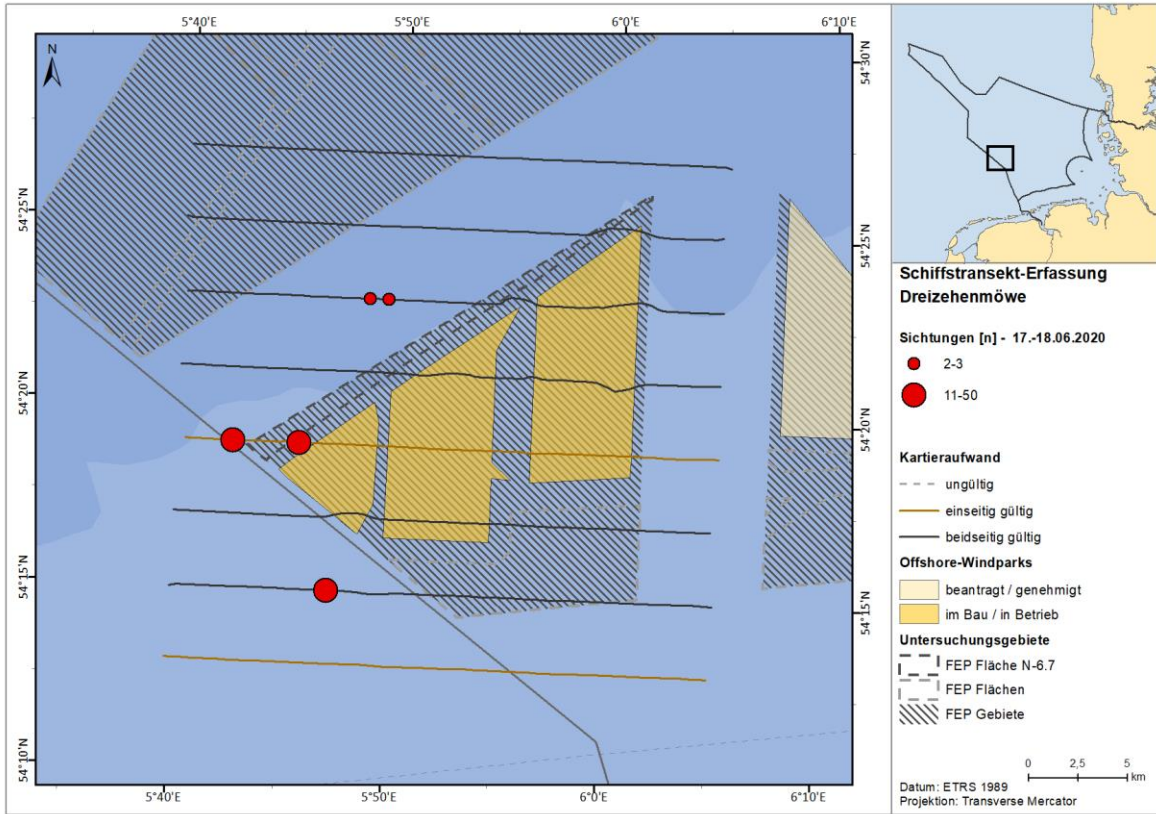 5°40'E 5°50'E 6°0'E 6°10'E
N
54°30'N
54°25'N
54°25'N
54°20'N
54°20'N
54°15'N
54°15'N
54°10'N
5°40'E 5°50'E 6°0'E 6°10'E
Schiffstransekt-Erfassung
Dreizehenmöwe
Sichtungen [n] - 17.-18.06.2020
2-3
11-50
Kartieraufwand
ungültig
einseitig gültig
beidseitig gültig
Offshore-Windparks
beantragt / genehmigt
im Bau / in Betrieb
Untersuchungsgebiete
FEP Fläche N-6.7
FEP Flächen
FEP Gebiete
0 2,5 5
km
Datum: ETRS 1989
Projektion: Transverse Mercator